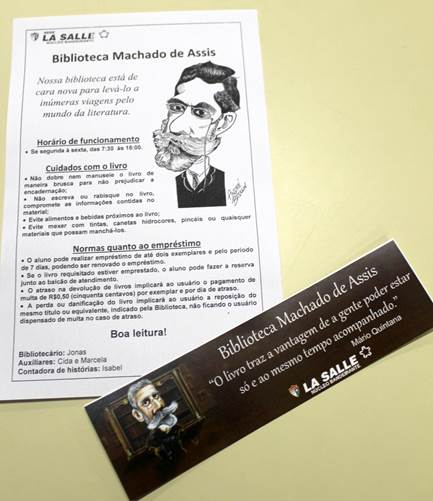 REDE
LA SALLE
NÚCLEO BANDEIRANTE
Biblioteca Machado de Assis
Nossa biblioteca está de
cara nova para levá-lo a
inúmeras viagens pelo
mundo da literatura.
Horário de funcionamento
• Se segunda à sexta, das 7:30 às 18:00.
Cuidados com o livro
• Não dobre nem manuseie o livro de
maneira brusca para não prejudicar a
encadernação;
• Não escreva ou rabisque no livro,
compromete as informações contidas no
material;
• Evite alimentos e bebidas próximos ao livro;
• Evite mexer com tintas, canetas hidrocores, pincéis ou quaisquer
materiais que possam manchá-los.
Normas quanto ao empréstimo
• O aluno pode realizar empréstimo de até dois exemplares e pelo período
de 7 dias, podendo ser renovado o empréstimo.
• Se o livro requisitado estiver emprestado, o aluno pode fazer a reserva
junto ao balcão de atendimento.
• O atraso na devolução de livros implicará ao usuário o pagamento de
multa de R$0,50 (cinquenta centavos) por exemplar e por dia de atraso.
• A perda ou danificação do livro implicará ao usuário a reposição do
mesmo título ou equivalente, indicado pela Biblioteca, não ficando o usuário
dispensado de multa no caso de atraso.
Boa leitura!
Bibliotecário: Jonas
Auxiliares: Cida e Marcela
Contadora de histórias: Isabel
Biblioteca Machado de Assis
"O livro traz a vantagem de a gente poder estar
só e ao mesmo tempo acompanhado."
Mário Quintana
LA SALLE
NÚCLEO BANDEIRANTE